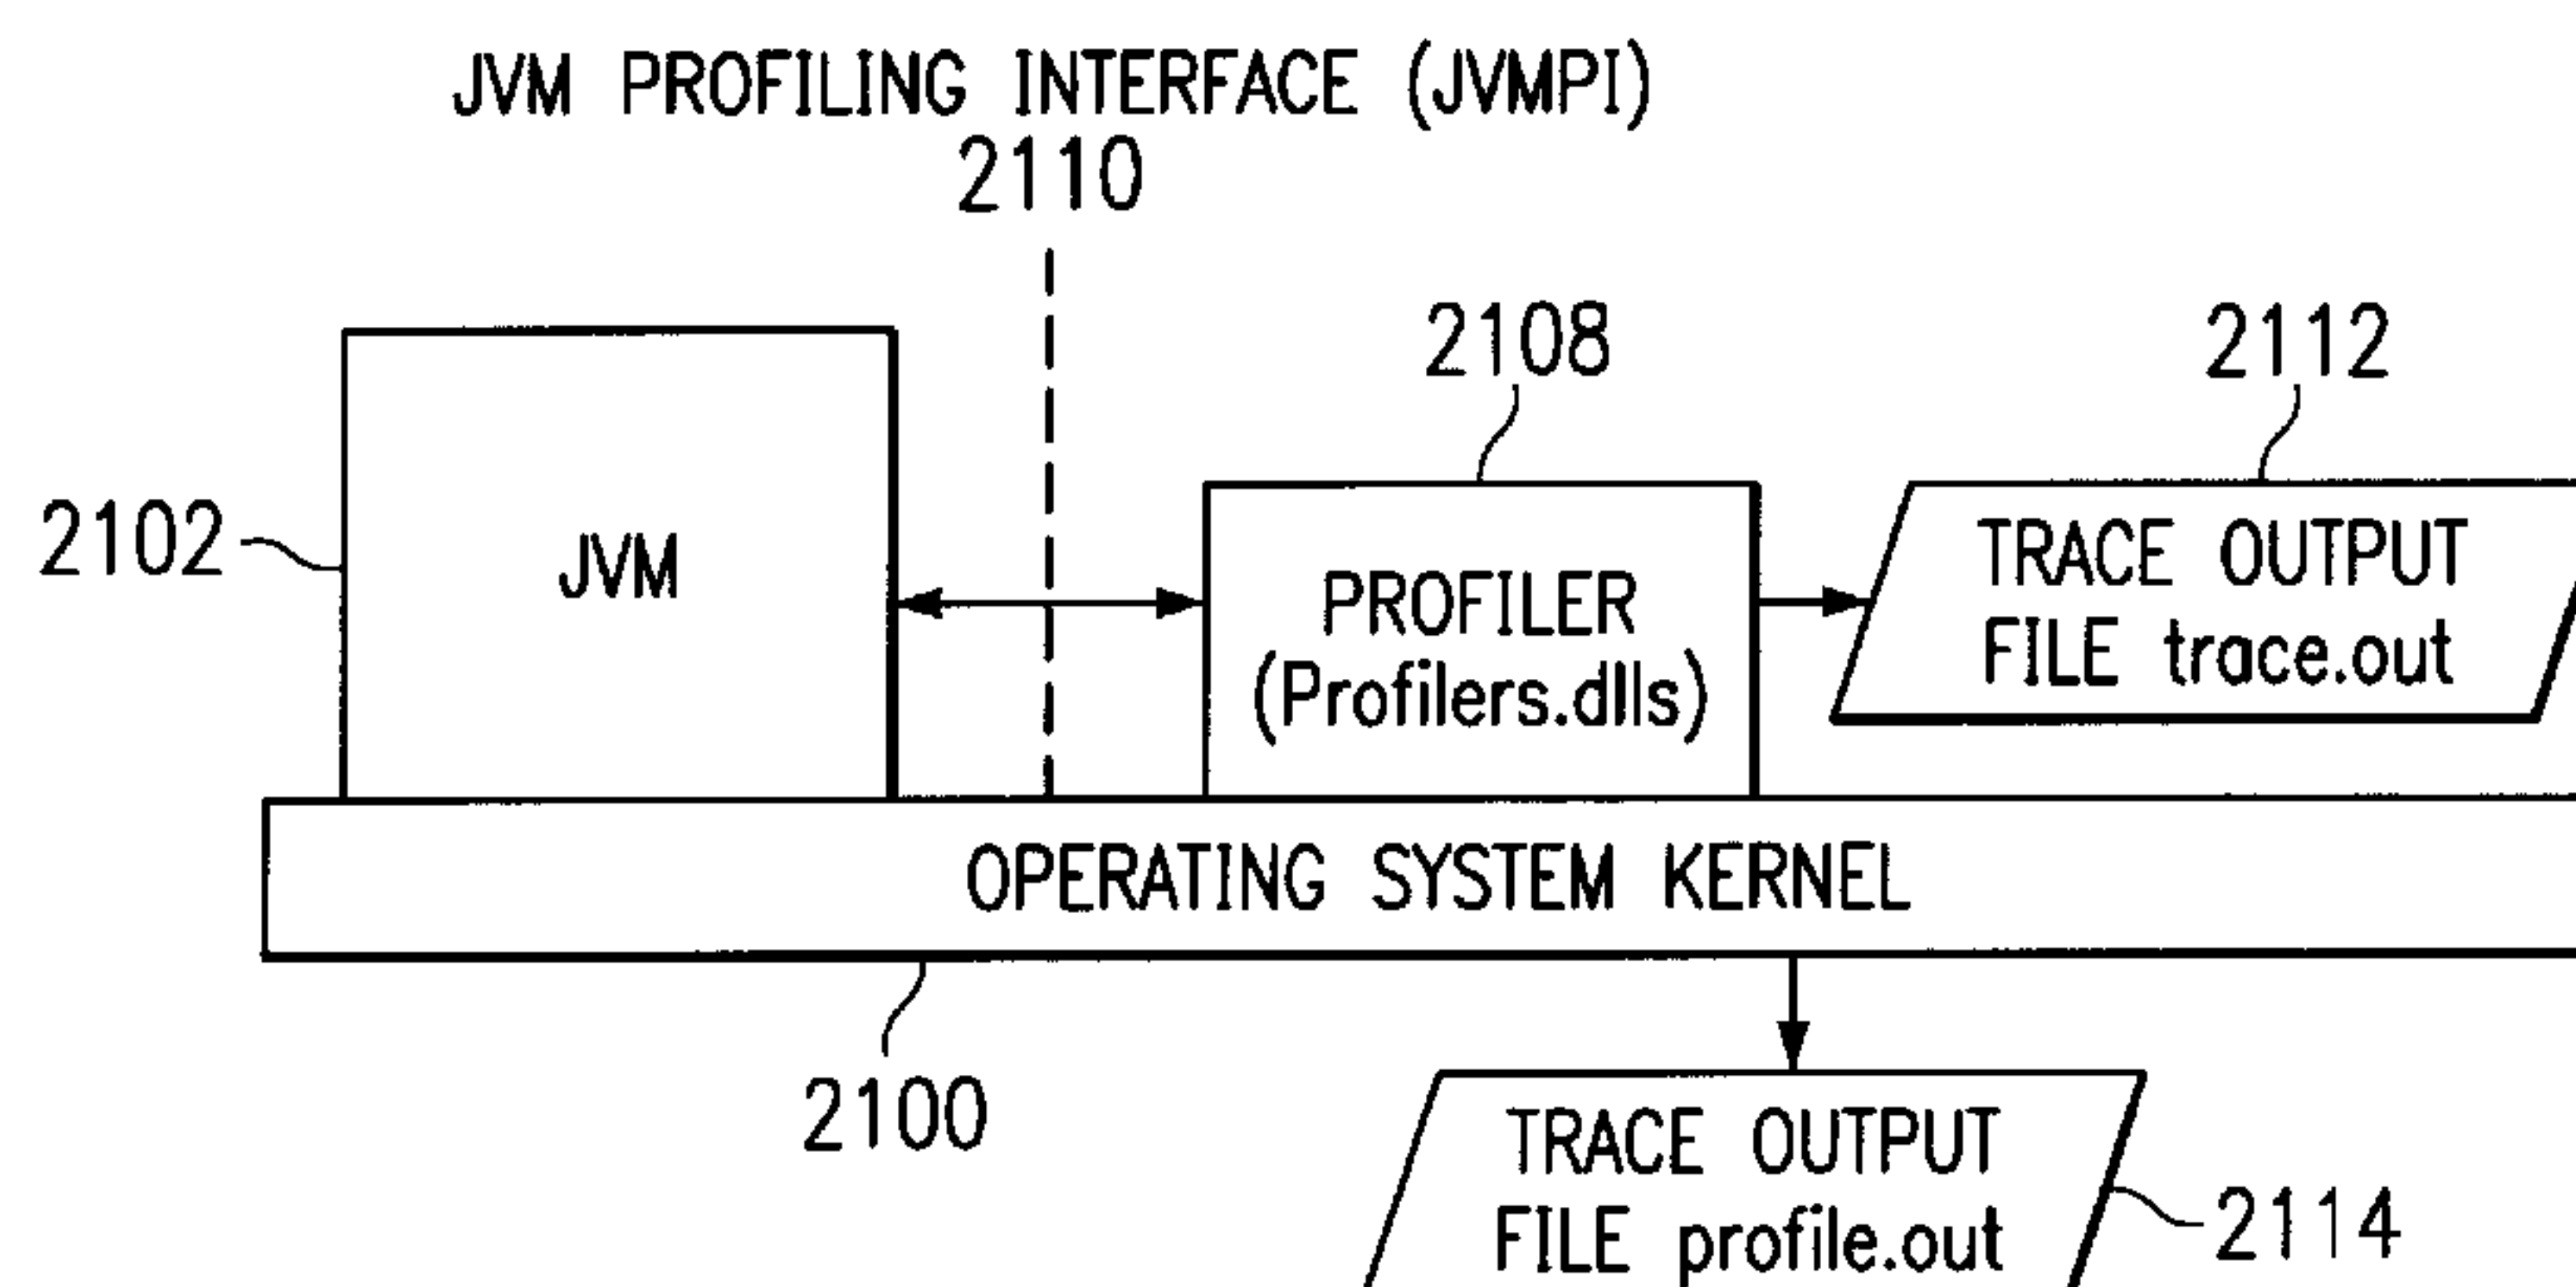 JVM PROFILING INTERFACE (JVMPI)
2110
2108
2112
2102
JVM
PROFILER
(Profilers.dlls)
TRACE OUTPUT
FILE trace.out
OPERATING SYSTEM KERNEL
2100
TRACE OUTPUT
FILE profile.out
2114